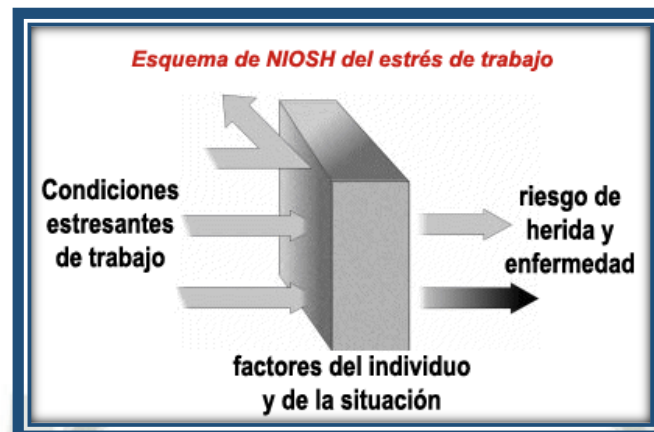 Esquema de NIOSH del estrés de trabajo
Condiciones
estresantes
de trabajo
riesgo de
herida y
enfermedad
factores del individuo
y de la situación